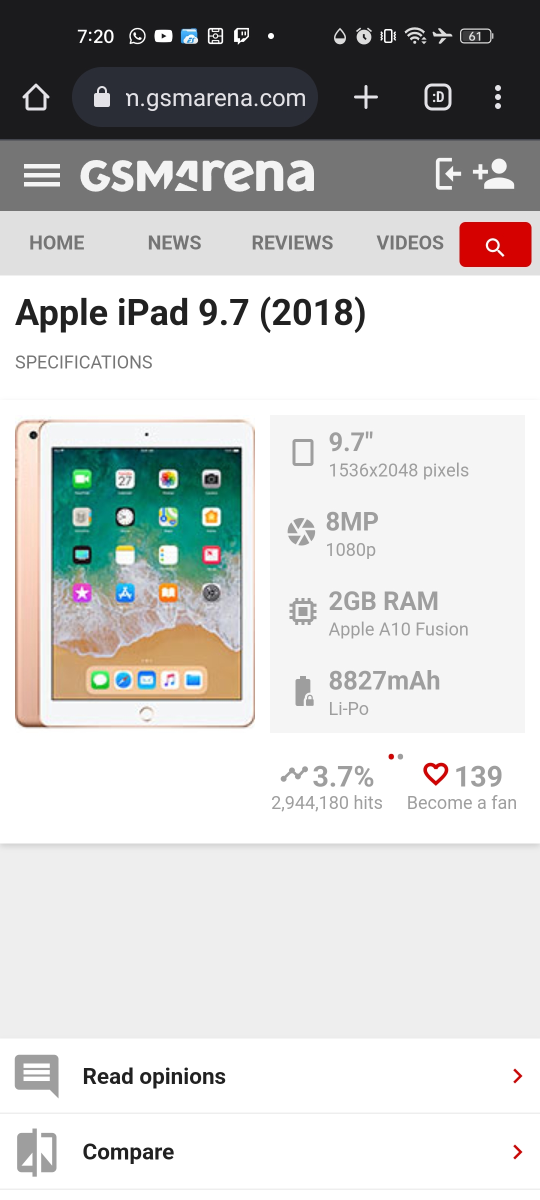 7:20
61
n.gsmarena.com
:D
GSMArena
HOME NEWS REVIEWS VIDEOS
Apple iPad 9.7 (2018)
SPECIFICATIONS
9.7"
1536x2048 pixels
8MP
1080p
2GB RAM
Apple A10 Fusion
8827mAh
Li-Po
3.7%
2,944,180 hits
139
Become a fan
27
Read opinions
Compare